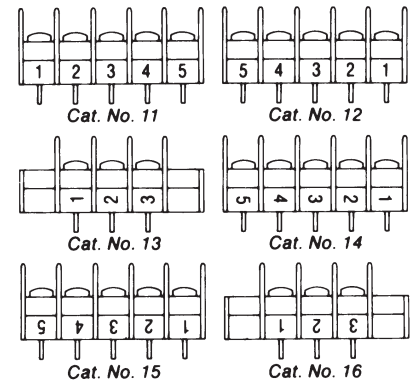 1 2 3 4 5
Cat. No. 11
5 4 3 2 1
Cat. No. 12
1 2 3
Cat. No. 13
5 4 3 2 1
Cat. No. 14
5 4 3 2 1
Cat. No. 15
1 2 3
Cat. No. 16